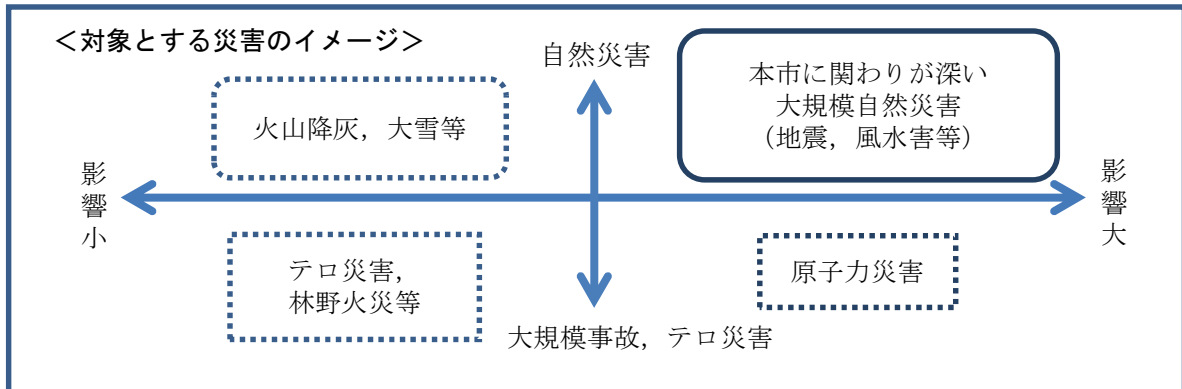 ＜対象とする災害のイメージ＞
自然災害
本市に関わりが深い
大規模自然災害
（地震，風水害等）
火山降灰，大雪等
影響小
影響大
テロ災害，
林野火災等
原子力災害
大規模事故，テロ災害